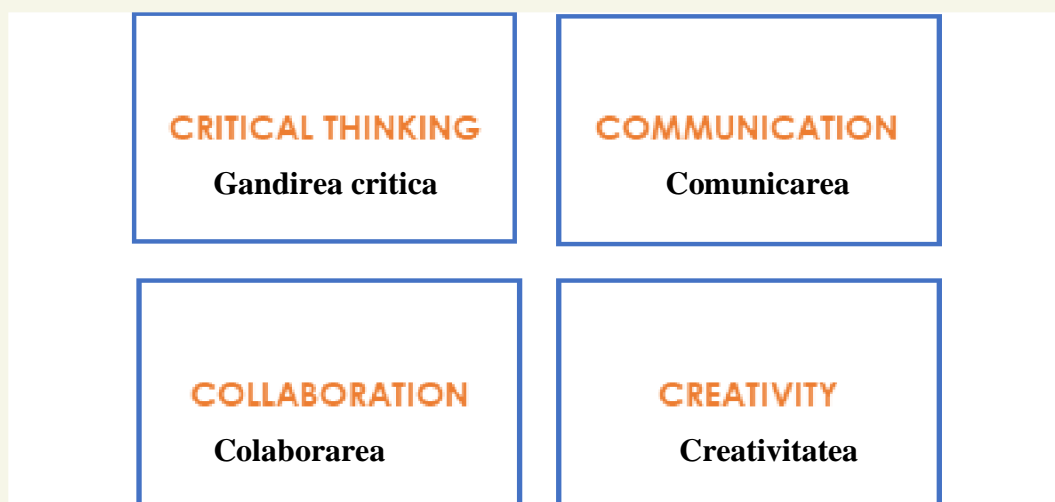 CRITICAL THINKING
Gandirea critica
COMMUNICATION
Comunicarea
COLLABORATION
Colaborarea
CREATIVITY
Creativitatea